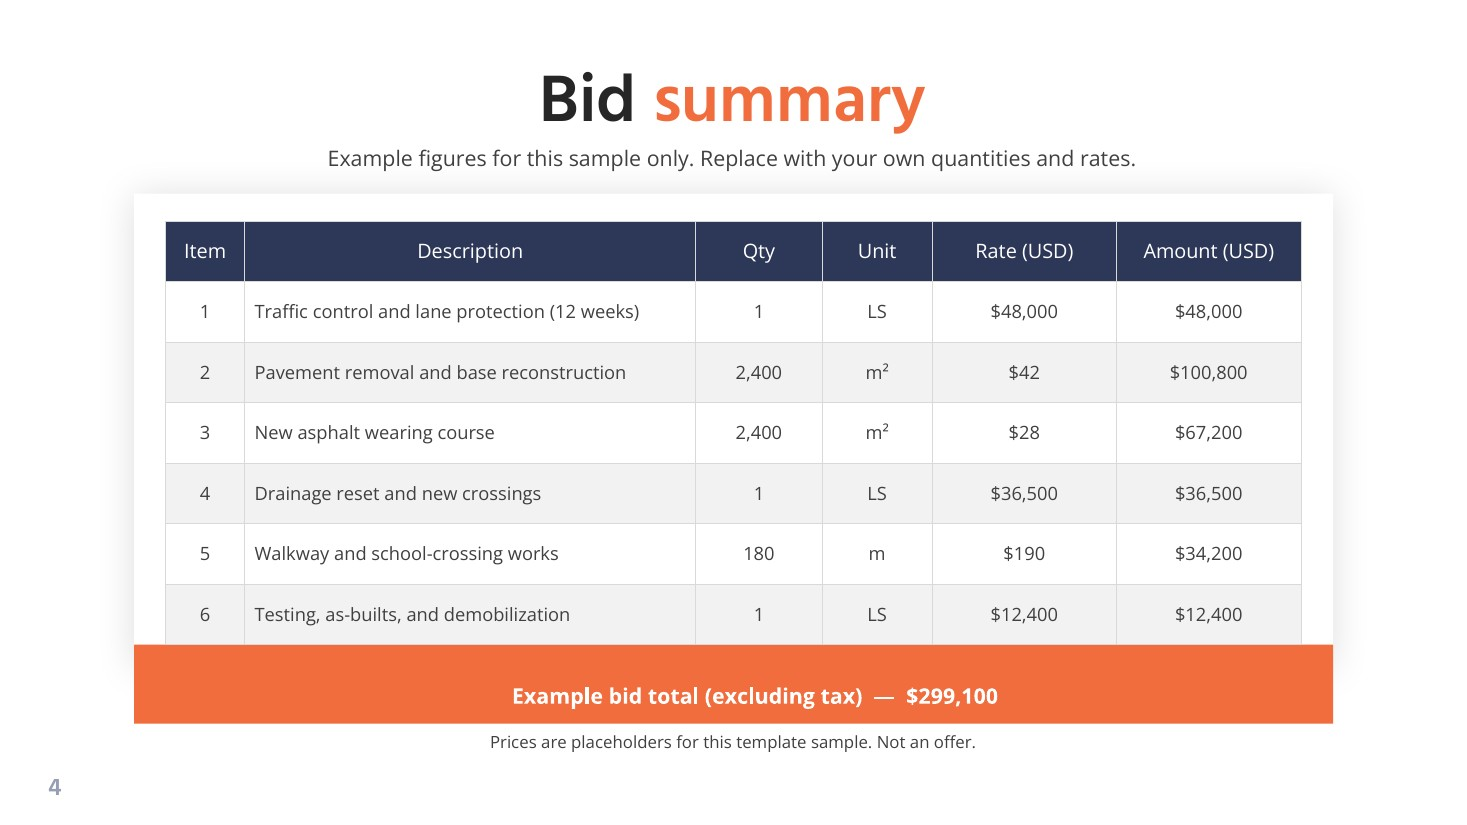 Bid summary
Example figures for this sample only. Replace with your own quantities and rates.
Item Description Qty Unit Rate (USD) Amount (USD)
1 Traffic control and lane protection (12 weeks) 1 LS $48,000 $48,000
2 Pavement removal and base reconstruction 2,400 m² $42 $100,800
3 New asphalt wearing course 2,400 m² $28 $67,200
4 Drainage reset and new crossings 1 LS $36,500 $36,500
5 Walkway and school-crossing works 180 m $190 $34,200
6 Testing, as-builts, and demobilization 1 LS $12,400 $12,400
Example bid total (excluding tax) — $299,100
Prices are placeholders for this template sample. Not an offer.
4